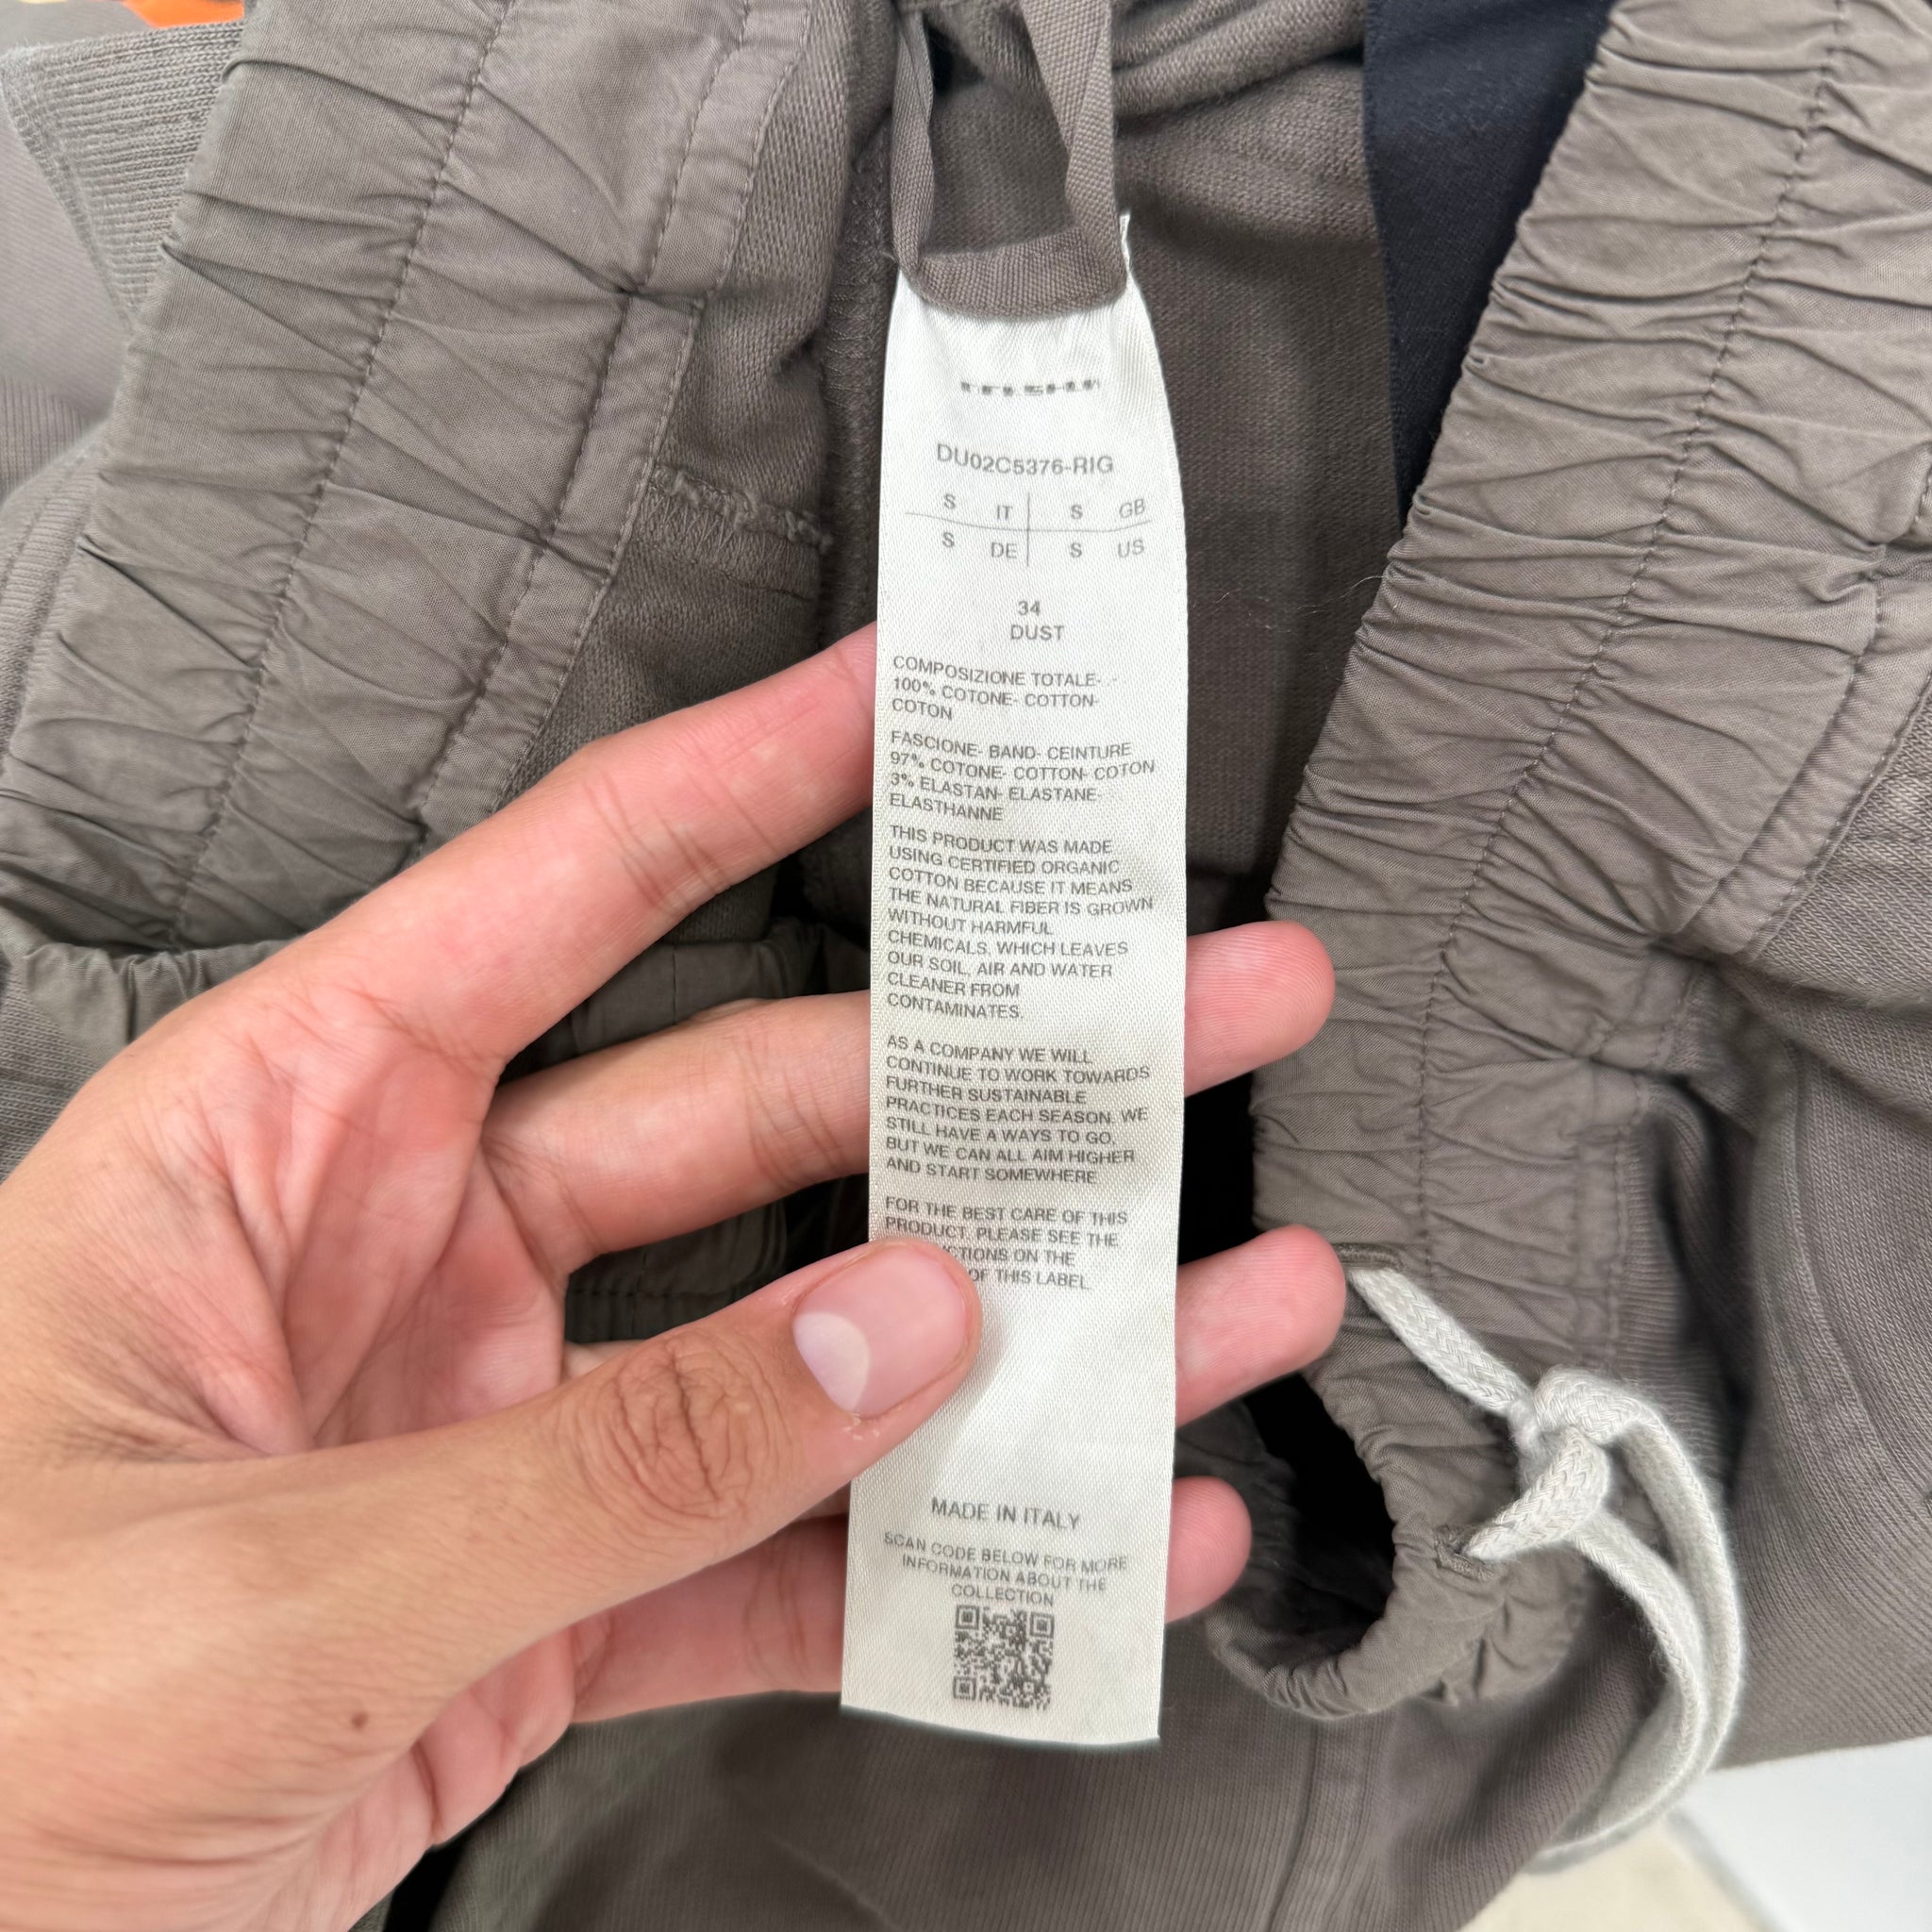 DU02C5376-RIG
S IT S GB
S DE S US
34
DUST
COMPOSIZIONE TOTALE- -
100% COTONE- COTTON-
COTON
FASCIONE- BAND- CEINTURE
97% COTONE- COTTON- COTON
3% ELASTAN- ELASTANE-
ELASTHANNE
THIS PRODUCT WAS MADE
USING CERTIFIED ORGANIC
COTTON BECAUSE IT MEANS
THE NATURAL FIBER IS GROWN
WITHOUT HARMFUL
CHEMICALS, WHICH LEAVES
OUR SOIL, AIR AND WATER
CLEANER FROM
CONTAMINATES.
AS A COMPANY WE WILL
CONTINUE TO WORK TOWARDS
FURTHER SUSTAINABLE
PRACTICES EACH SEASON. WE
STILL HAVE A WAYS TO GO,
BUT WE CAN ALL AIM HIGHER
AND START SOMEWHERE
FOR THE BEST CARE OF THIS
PRODUCT, PLEASE SEE THE
CTIONS ON THE
OF THIS LABEL
MADE IN ITALY
SCAN CODE BELOW FOR MORE
INFORMATION ABOUT THE
COLLECTION